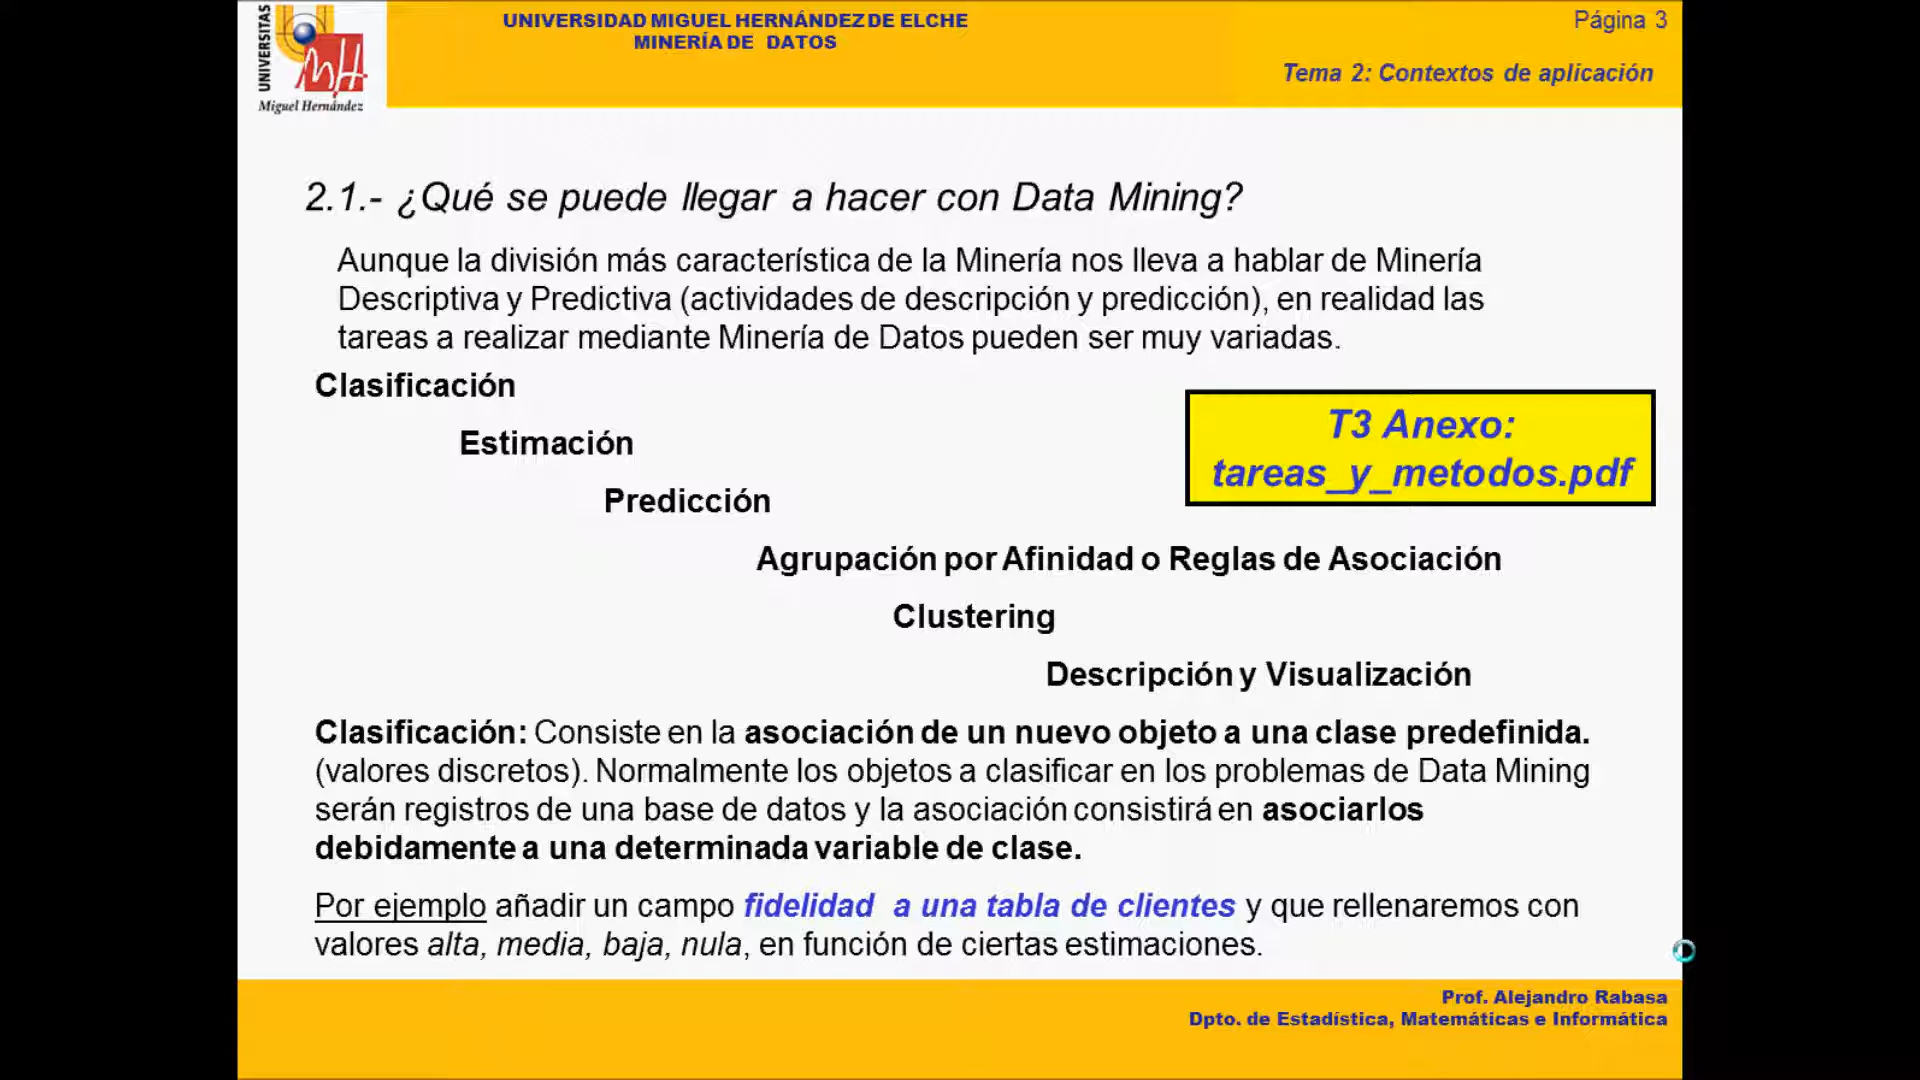 UNIVERSITAS
Miguel Hernández
UNIVERSIDAD MIGUEL HERNÁNDEZ DE ELCHE
MINERÍA DE DATOS
Página 3
Tema 2: Contextos de aplicación
2.1.- ¿Qué se puede llegar a hacer con Data Mining?
Aunque la división más característica de la Minería nos lleva a hablar de Minería
Descriptiva y Predictiva (actividades de descripción y predicción), en realidad las
tareas a realizar mediante Minería de Datos pueden ser muy variadas.
Clasificación
T3 Anexo:
tareas_y_metodos.pdf
Estimación
Predicción
Agrupación por Afinidad o Reglas de Asociación
Clustering
Descripción y Visualización
Clasificación: Consiste en la asociación de un nuevo objeto a una clase predefinida.
(valores discretos). Normalmente los objetos a clasificar en los problemas de Data Mining
serán registros de una base de datos y la asociación consistirá en asociarlos
debidamente a una determinada variable de clase.
Por ejemplo añadir un campo fidelidad a una tabla de clientes y que rellenaremos con
valores alta, media, baja, nula, en función de ciertas estimaciones.
Prof. Alejandro Rabasa
Dpto. de Estadística, Matemáticas e Informática